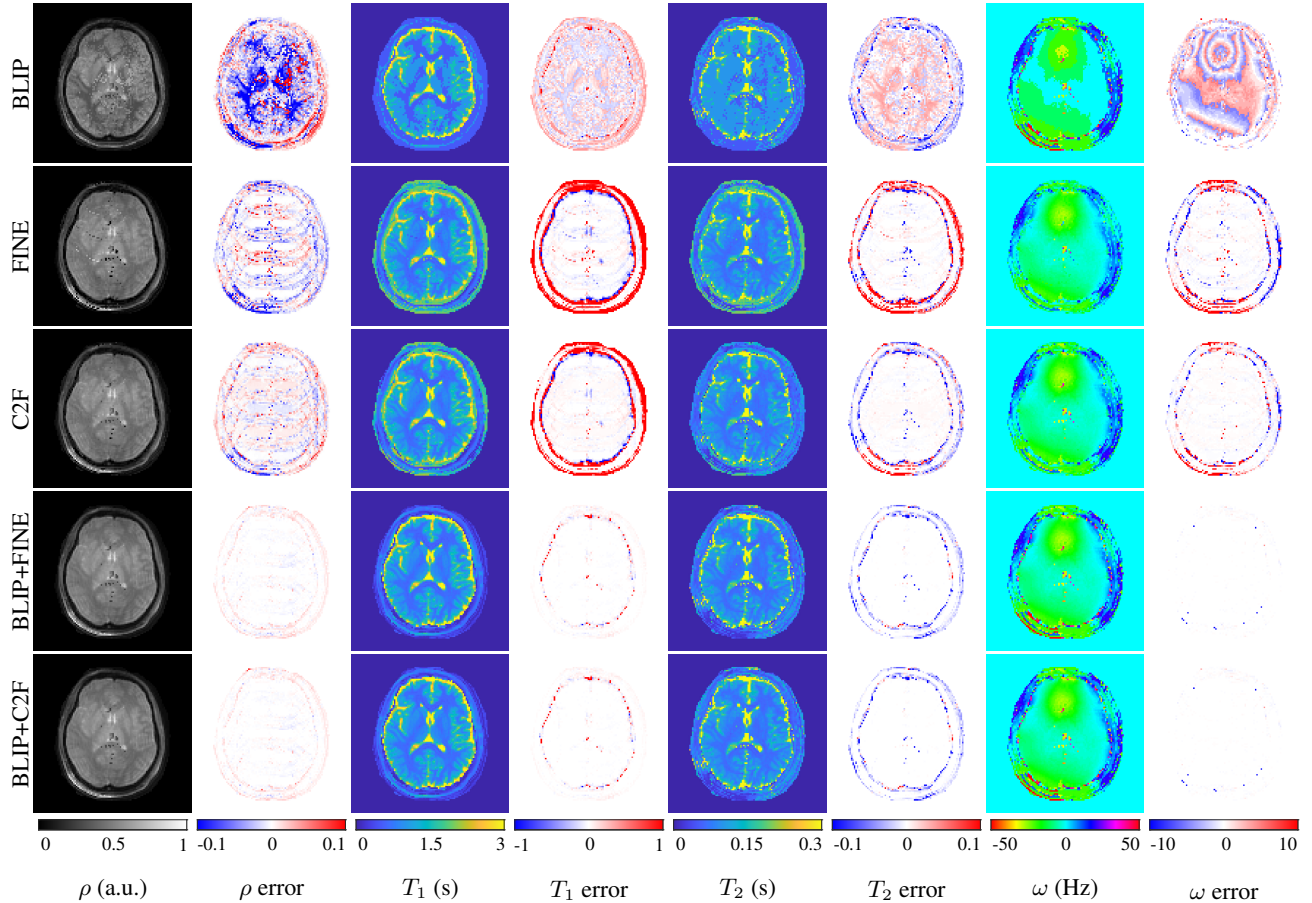 BLIP
FINE
C2F
BLIP+FINE
BLIP+C2F
0 0.5 1 -0.1 0 0.1 0 1.5 3 -1 0 1 0 0.15 0.3 -0.1 0 0.1 -50 0 50 -10 0 10
ρ (a.u.) ρ error T₁ (s) T₁ error T₂ (s) T₂ error ω (Hz) ω error